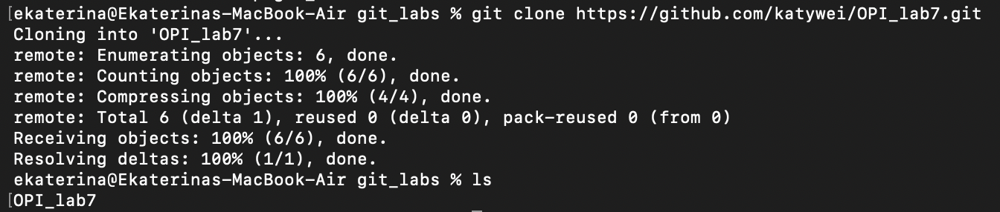 [ekaterina@Ekaterinas-MacBook-Air git_labs % git clone https://github.com/katywei/OPI_lab7.git
Cloning into 'OPI_lab7'...
remote: Enumerating objects: 6, done.
remote: Counting objects: 100% (6/6), done.
remote: Compressing objects: 100% (4/4), done.
remote: Total 6 (delta 1), reused 0 (delta 0), pack-reused 0 (from 0)
Receiving objects: 100% (6/6), done.
Resolving deltas: 100% (1/1), done.
ekaterina@Ekaterinas-MacBook-Air git_labs % ls
[OPI_lab7